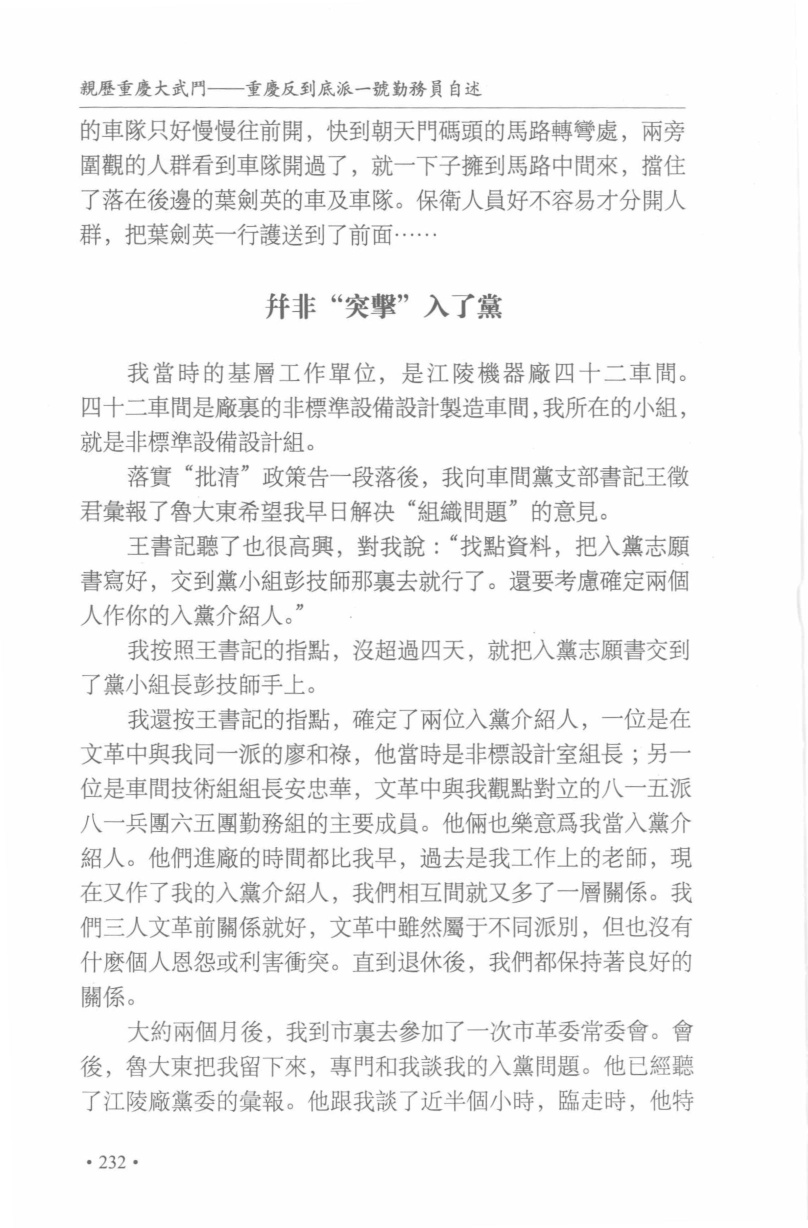 親歷重慶大武鬥——重慶反到底派一號勤務員自述
的車隊只好慢慢往前開，快到朝天門碼頭的馬路轉彎處，兩旁
圍觀的人群看到車隊開過了，就一下子擁到馬路中間來，擋住
了落在後邊的葉劍英的車及車隊。保衛人員好不容易才分開人
群，把葉劍英一行護送到了前面……
幷非“突擊”入了黨
我當時的基層工作單位，是江陵機器廠四十二車間。
四十二車間是廠裏的非標準設備設計製造車間，我所在的小組，
就是非標準設備設計組。
落實“批清”政策告一段落後，我向車間黨支部書記王徵
君彙報了魯大東希望我早日解決“組織問題”的意見。
王書記聽了也很高興，對我說：“找點資料，把入黨志願
書寫好，交到黨小組彭技師那裏去就行了。還要考慮確定兩個
人作你的入黨介紹人。”
我按照王書記的指點，沒超過四天，就把入黨志願書交到
了黨小組長彭技師手上。
我還按王書記的指點，確定了兩位入黨介紹人，一位是在
文革中與我同一派的廖和祿，他當時是非標設計室組長；另一
位是車間技術組組長安忠華，文革中與我觀點對立的八一五派
八一兵團六五團勤務組的主要成員。他倆也樂意爲我當入黨介
紹人。他們進廠的時間都比我早，過去是我工作上的老師，現
在又作了我的入黨介紹人，我們相互間就又多了一層關係。我
們三人文革前關係就好，文革中雖然屬于不同派別，但也沒有
什麼個人恩怨或利害衝突。直到退休後，我們都保持著良好的
關係。
大約兩個月後，我到市裏去參加了一次市革委常委會。會
後，魯大東把我留下來，專門和我談我的入黨問題。他已經聽
了江陵廠黨委的彙報。他跟我談了近半個小時，臨走時，他特
·232·